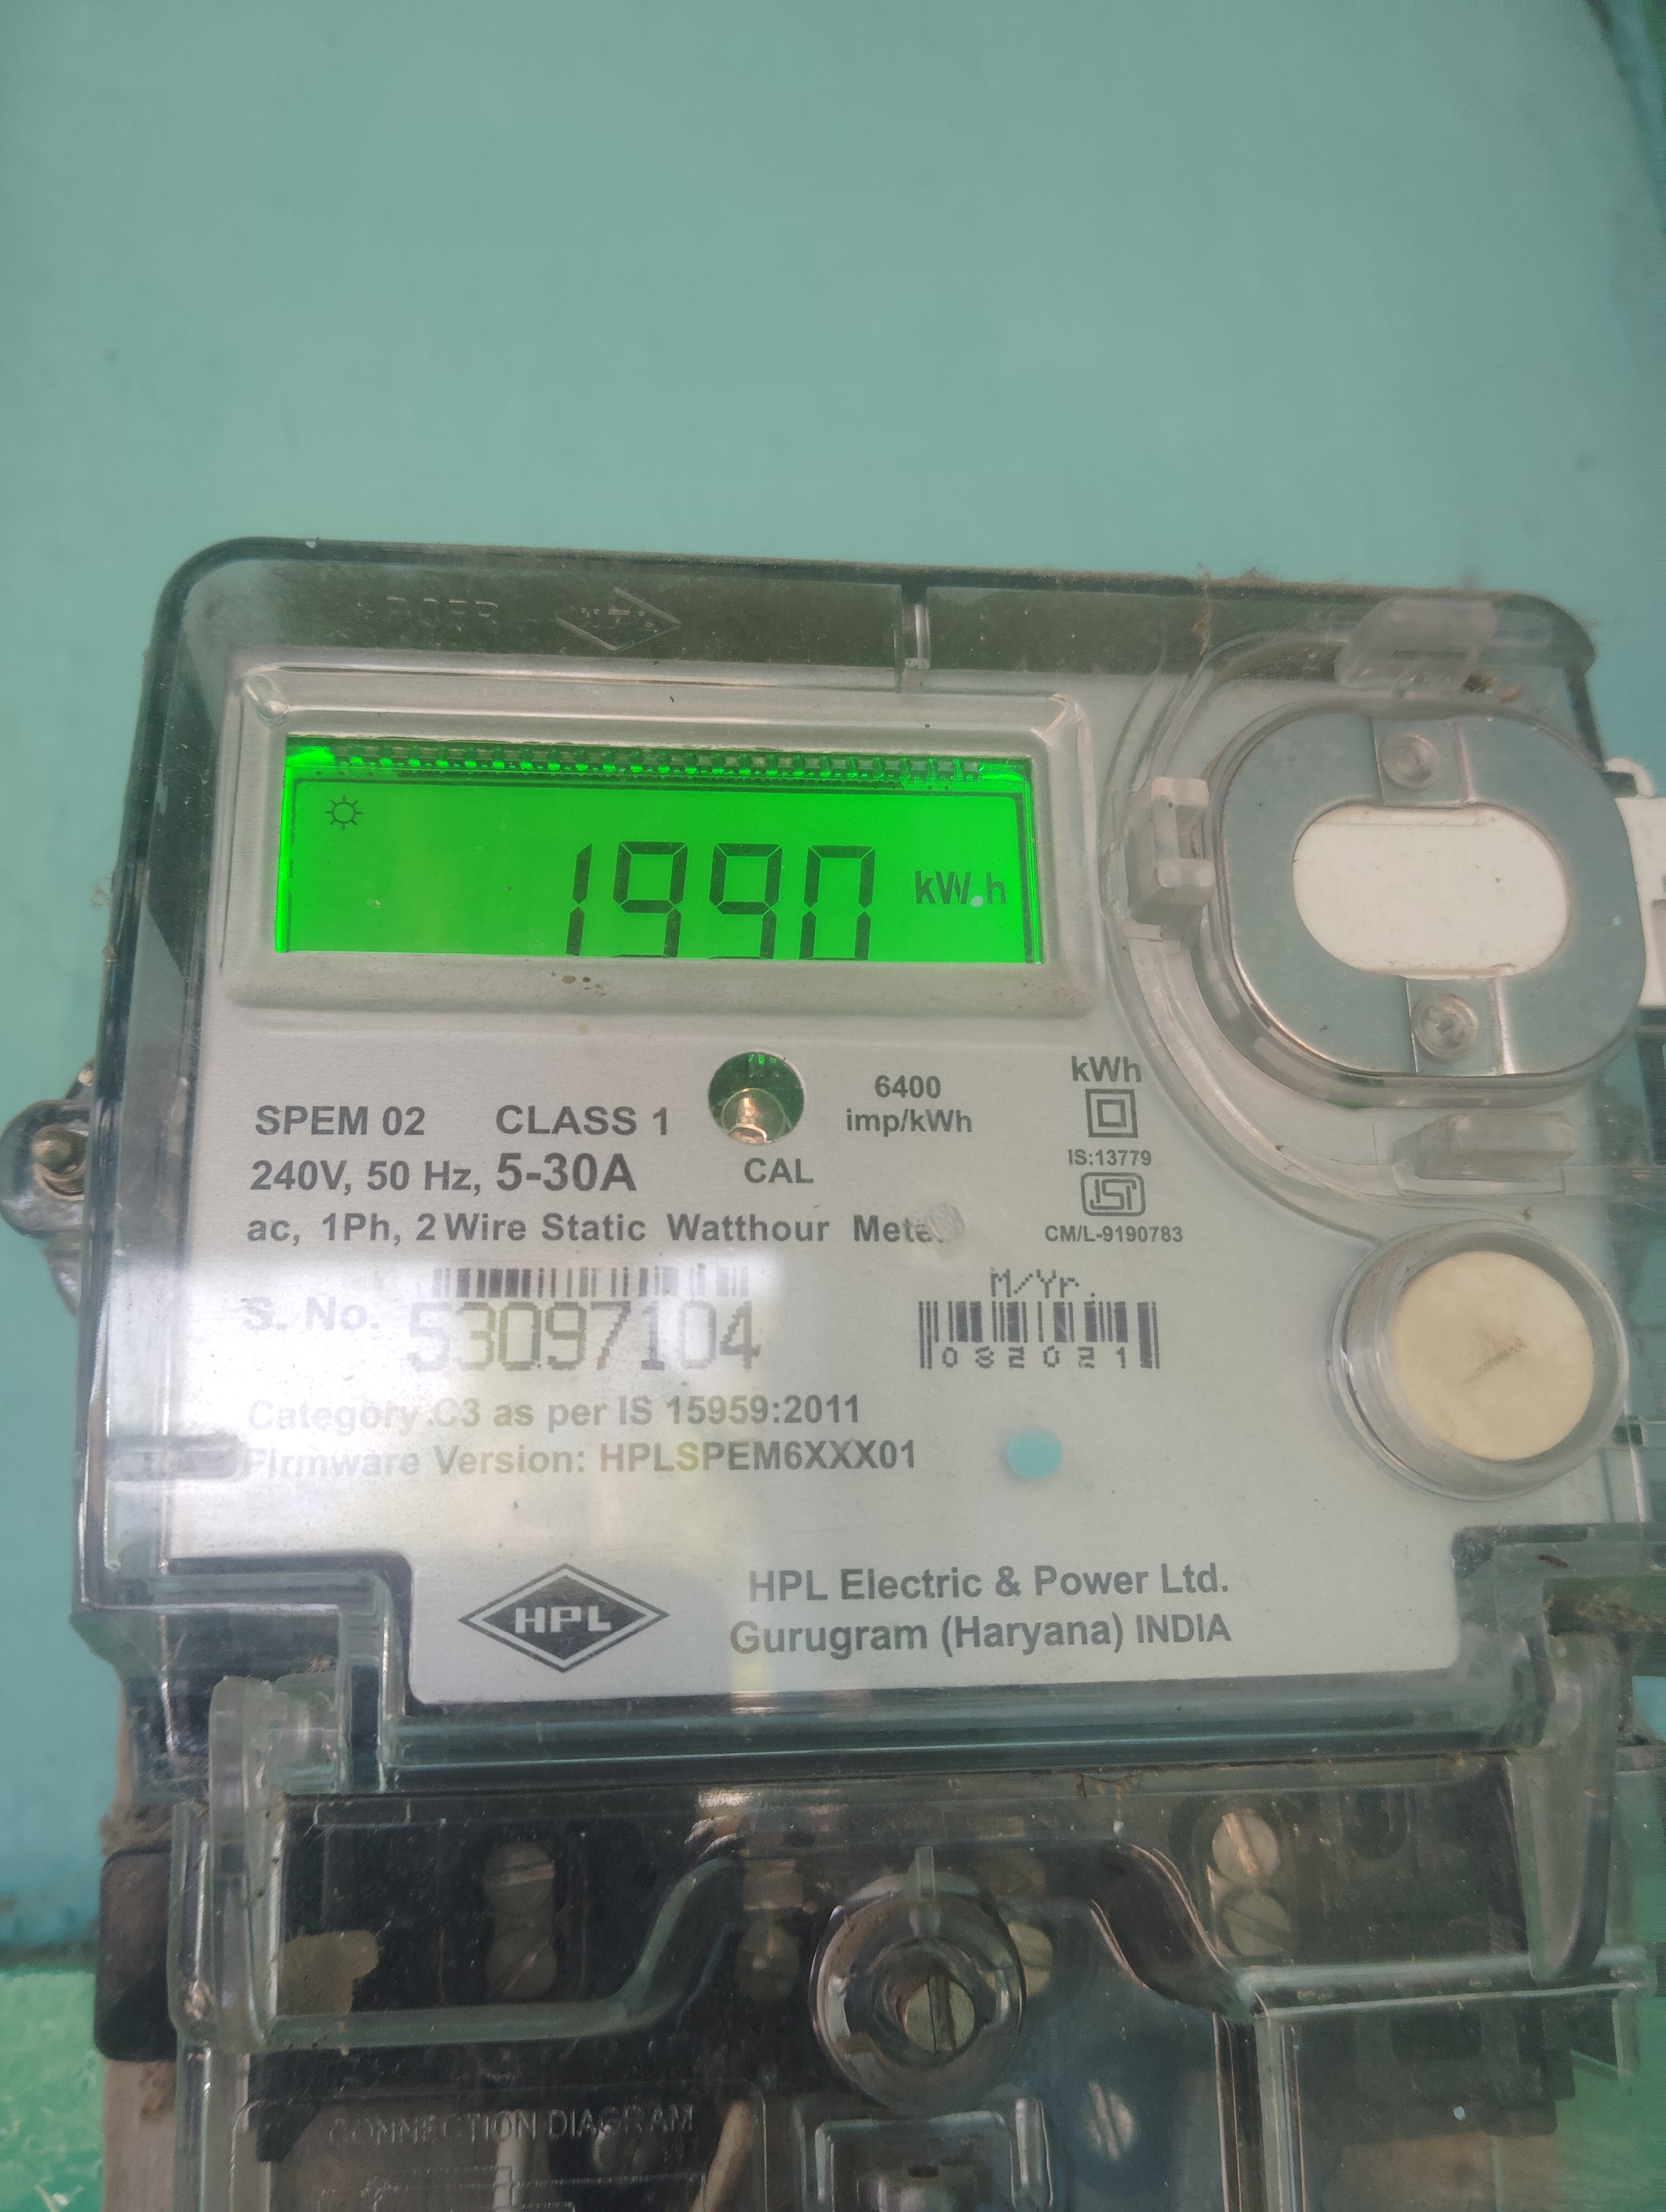 1990 kW.h
SPEM 02 CLASS 1
240V, 50 Hz, 5-30A
CAL
6400
imp/kWh
kWh
IS:13779
ISI
CM/L-9190783
ac, 1Ph, 2 Wire Static Watthour
S. No. 53097104
M/Yr.
032021
Category:C3 as per IS 15959:2011
Firmware Version: HPLSPEM6XXX01
HPL
HPL Electric & Power Ltd.
Gurugram (Haryana) INDIA
CONNECTION DIAGRAM